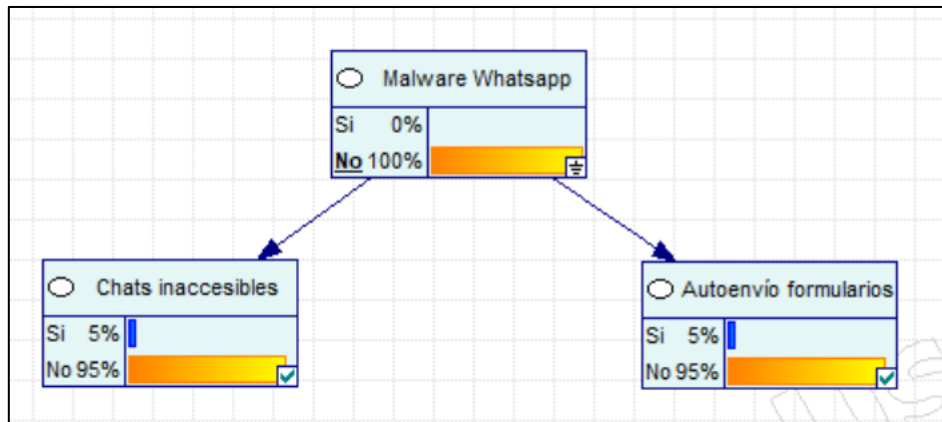 Malware Whatsapp
Si 0%
No 100%
Chats inaccesibles
Si 5%
No 95%
Autoenvío formularios
Si 5%
No 95%